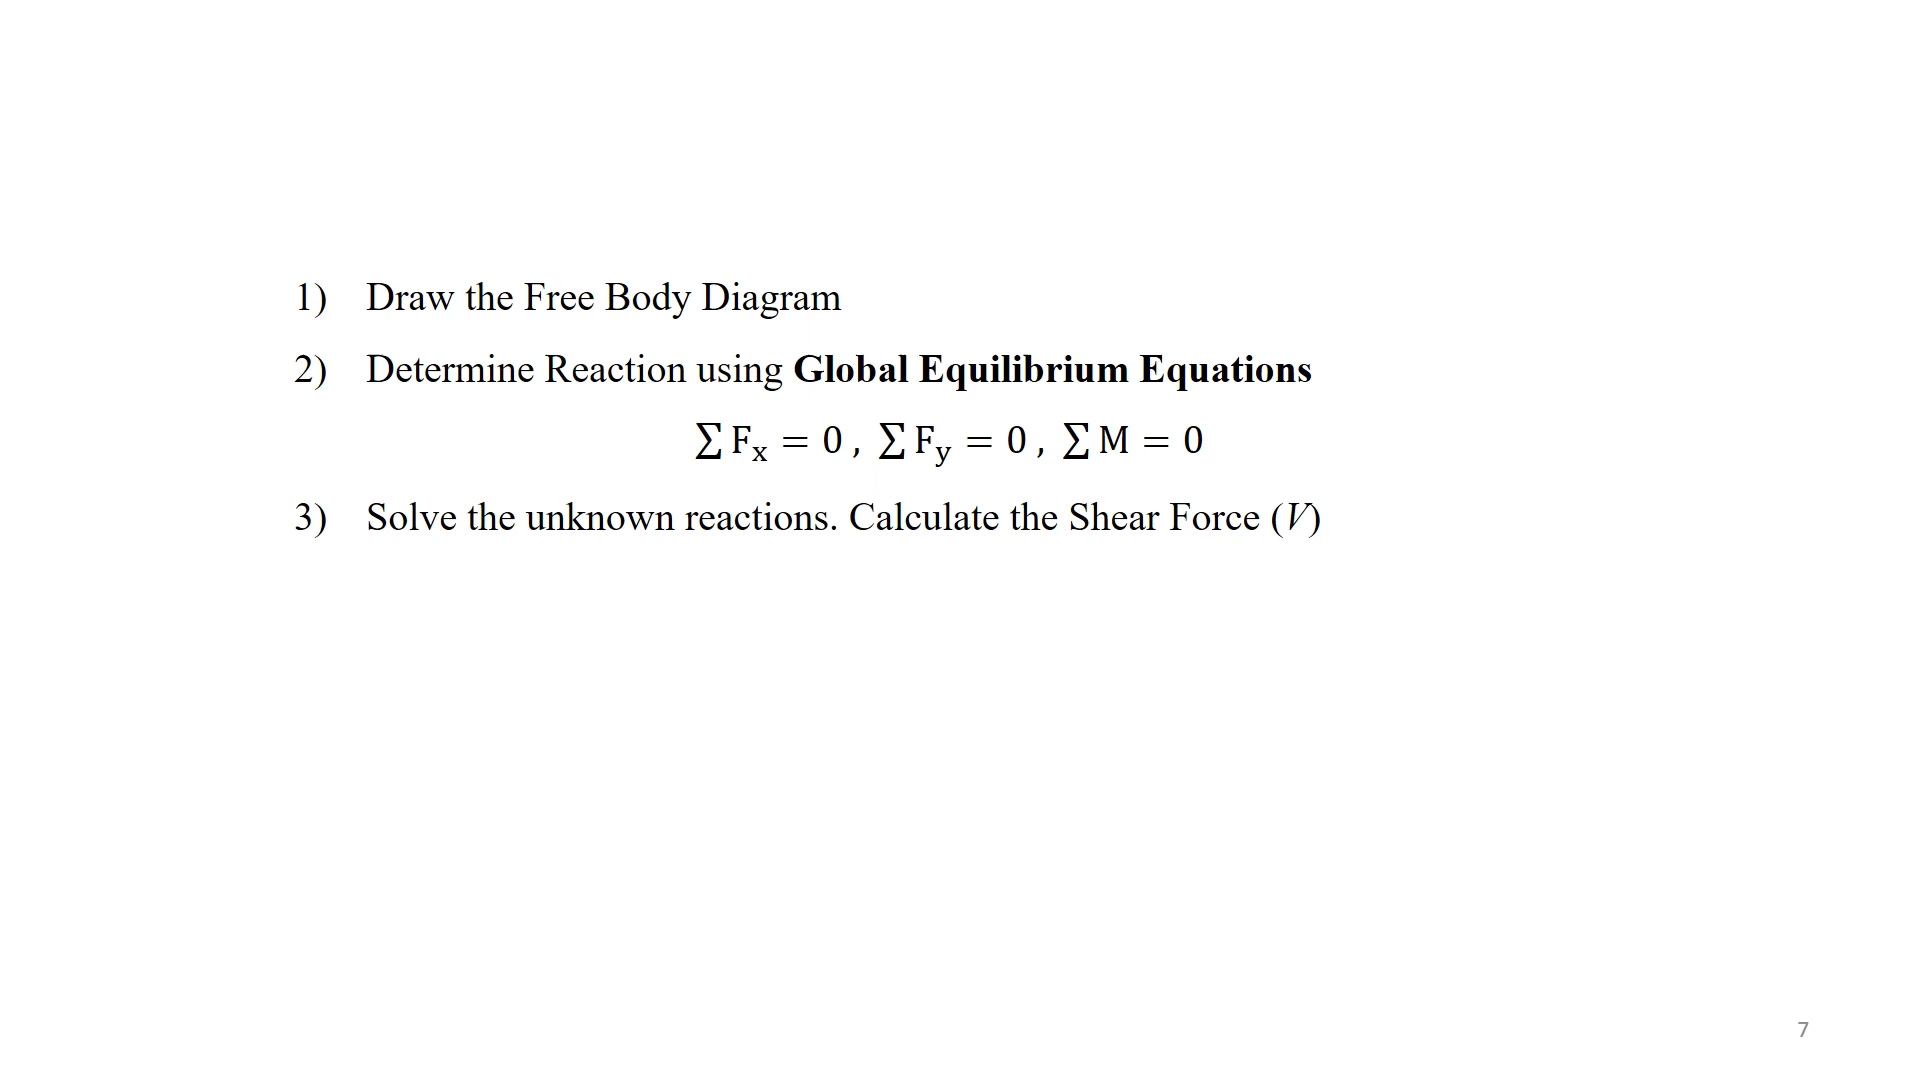 1) Draw the Free Body Diagram
2) Determine Reaction using Global Equilibrium Equations
∑ Fₓ = 0 , ∑ F_y = 0 , ∑ M = 0
3) Solve the unknown reactions. Calculate the Shear Force (V)
7